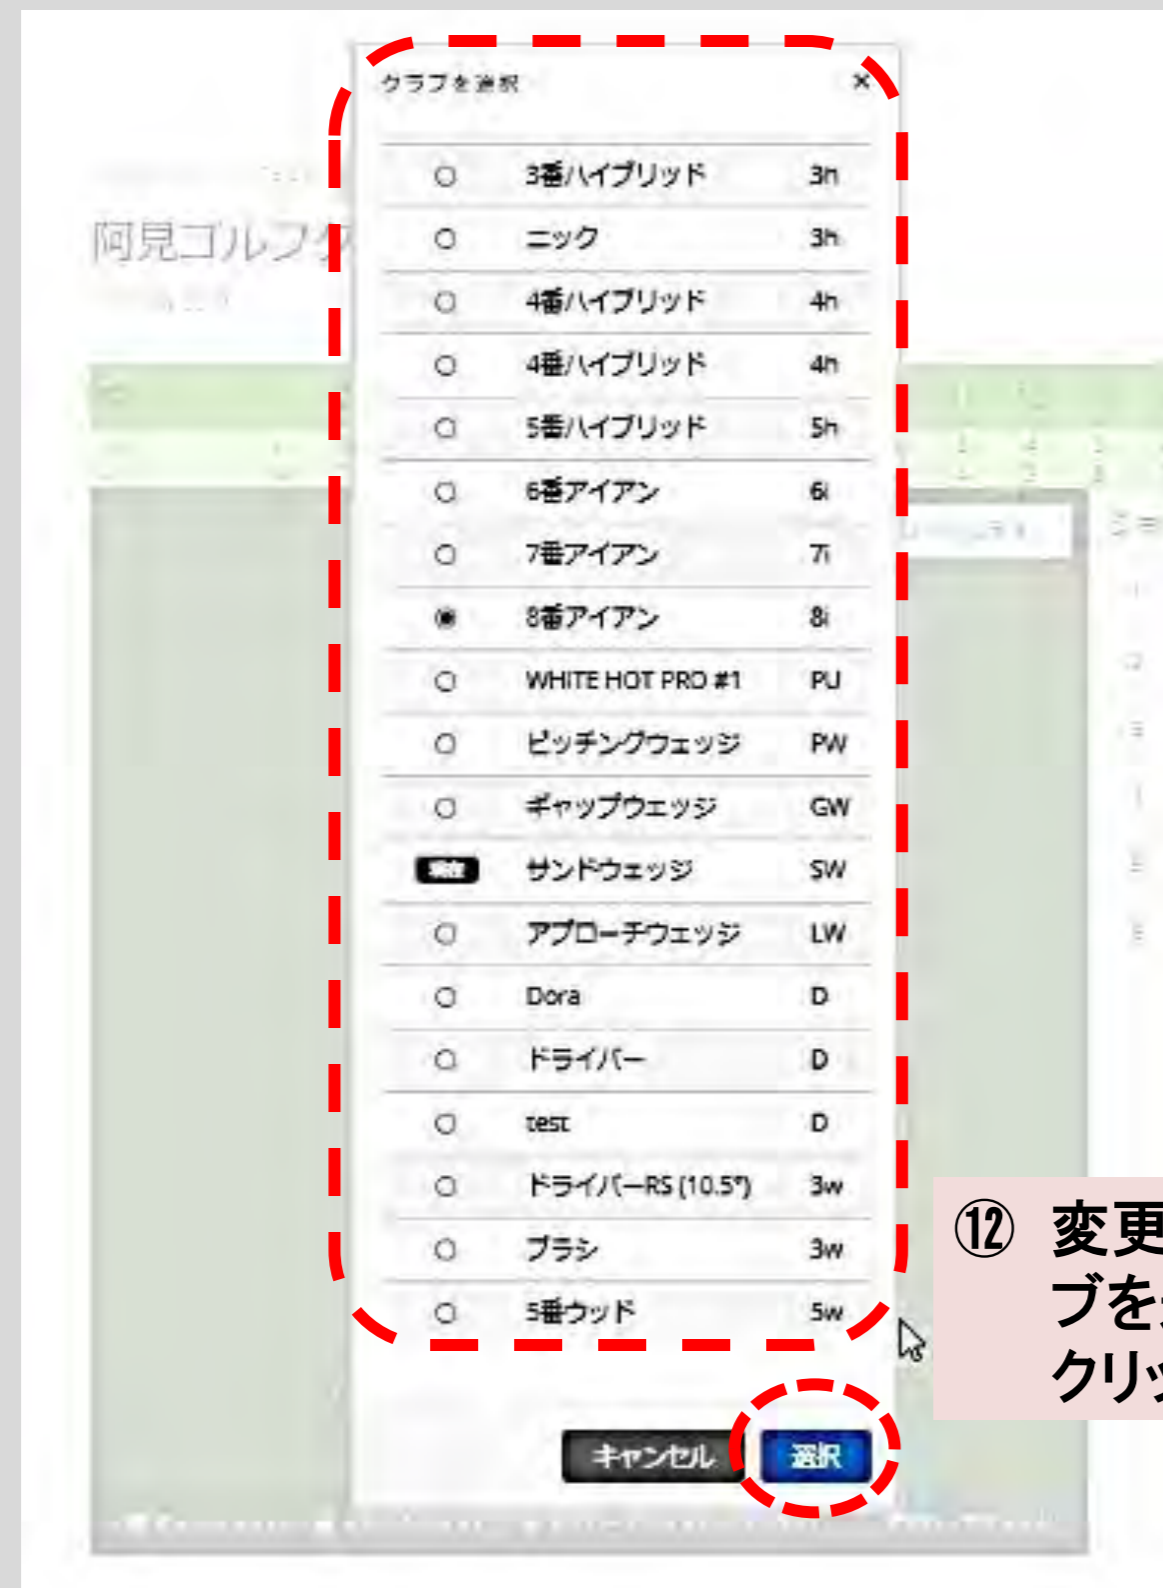 クラブを選択 ×
3番ハイブリッド 3h
ニック 3h
4番ハイブリッド 4h
4番ハイブリッド 4h
5番ハイブリッド 5h
6番アイアン 6i
7番アイアン 7i
8番アイアン 8i
WHITE HOT PRO #1 PU
ピッチングウェッジ PW
ギャップウェッジ GW
現在 サンドウェッジ SW
アプローチウェッジ LW
Dora D
ドライバー D
test D
ドライバーRS (10.5°) 3w
ブラシ 3w
5番ウッド 5w
キャンセル 選択
阿見ゴルフク
⑫ 変更
ブを
クリッ